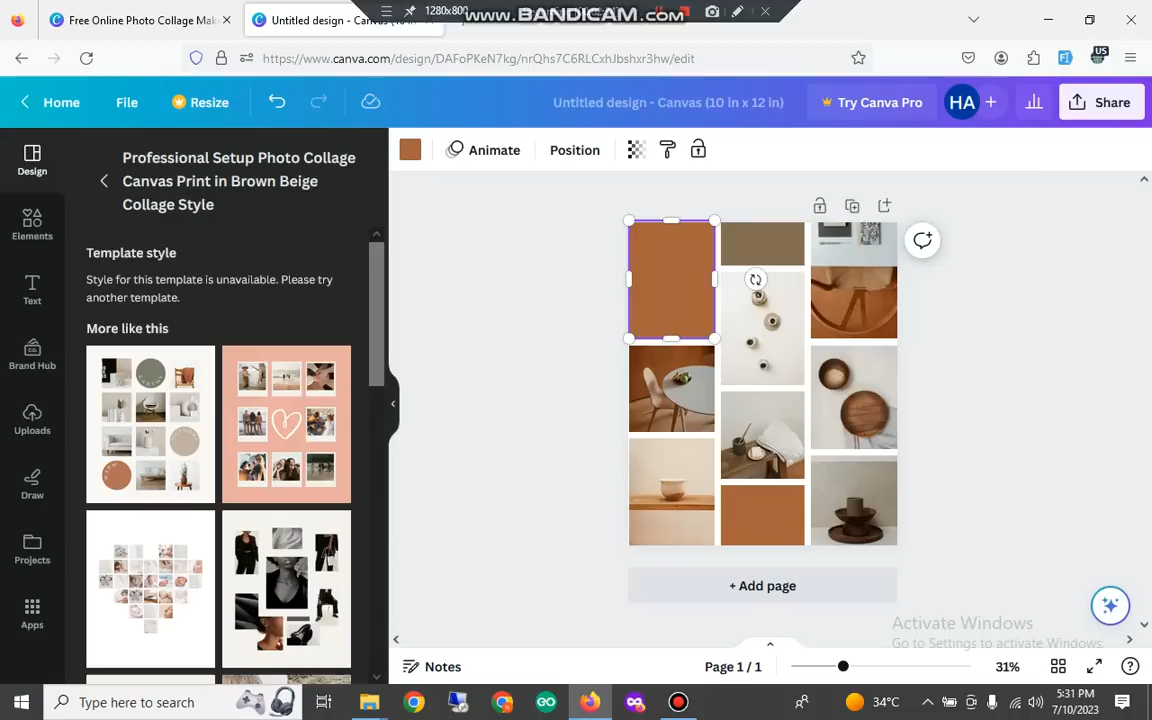 1280x800
www.BANDICAM.com
Free Online Photo Collage Mak
Untitled design - Canvas (10 in
https://www.canva.com/design/DAFoPKeN7kg/nrQhs7C6RLCxhJbshxr3hw/edit
US
Home
File
Resize
Untitled design - Canvas (10 in x 12 in)
Try Canva Pro
HA
Share
Design
Elements
Text
Brand Hub
Uploads
Draw
Projects
Apps
Professional Setup Photo Collage
Canvas Print in Brown Beige
Collage Style
Template style
Style for this template is unavailable. Please try
another template.
More like this
Animate
Position
+ Add page
Activate Windows
Go to Settings to activate Windows.
Notes
Page 1 / 1
31%
Type here to search
34°C
5:31 PM
7/10/2023